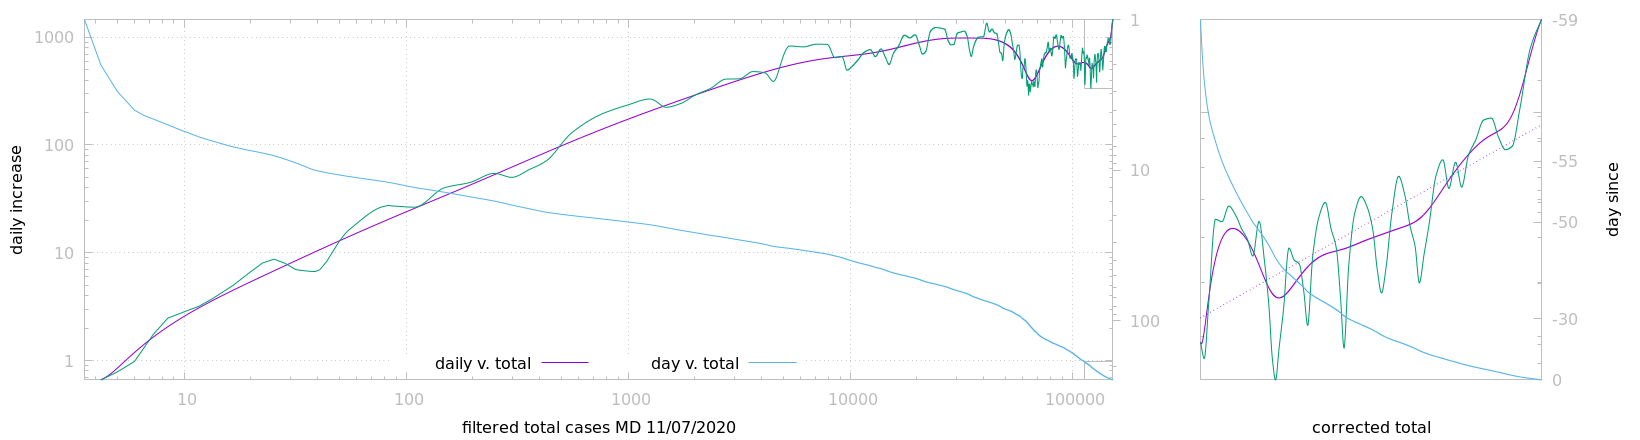 1000
100
10
1
daily increase
10
100
1000
10000
100000
filtered total cases MD 11/07/2020
daily v. total
day v. total
1
10
100
-59
-55
-50
-30
0
day since
corrected total